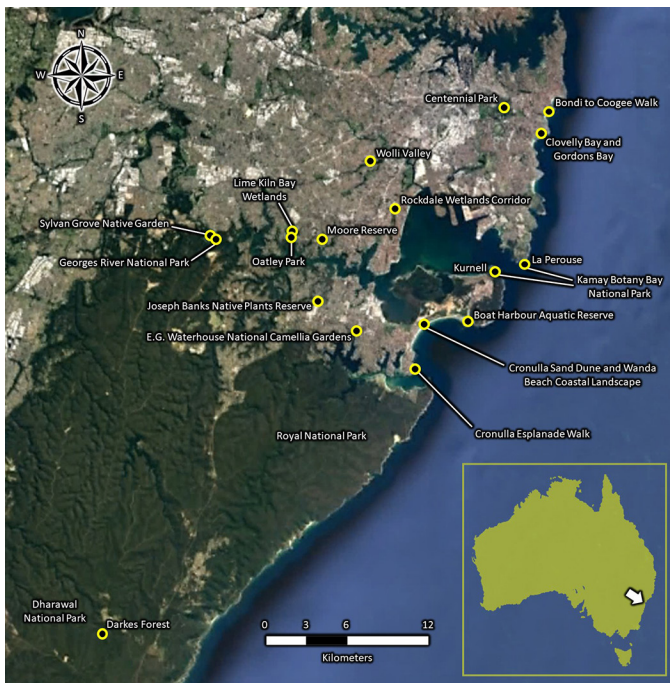 N
W
E
S
Centennial Park
Bondi to Coogee Walk
Clovelly Bay and
Gordons Bay
Wolli Valley
Lime Kiln Bay
Wetlands
Rockdale Wetlands Corridor
Sylvan Grove Native Garden
Moore Reserve
Georges River National Park
Oatley Park
La Perouse
Kurnell
Kamay Botany Bay
National Park
Joseph Banks Native Plants Reserve
Boat Harbour Aquatic Reserve
E.G. Waterhouse National Camellia Gardens
Cronulla Sand Dune and Wanda
Beach Coastal Landscape
Cronulla Esplanade Walk
Royal National Park
Dharawal
National Park
Darkes Forest
0 3 6 12
Kilometers